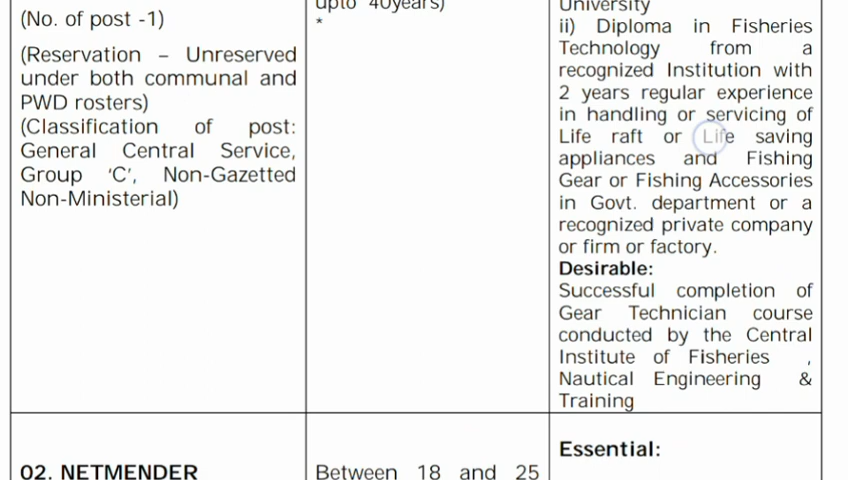 (No. of post -1)
(Reservation – Unreserved
under both communal and
PWD rosters)
(Classification of post:
General Central Service,
Group ‘C’, Non-Gazetted
Non-Ministerial)
upto 40years)
*
University
ii) Diploma in Fisheries
Technology from a
recognized Institution with
2 years regular experience
in handling or servicing of
Life raft or Life saving
appliances and Fishing
Gear or Fishing Accessories
in Govt. department or a
recognized private company
or firm or factory.
Desirable:
Successful completion of
Gear Technician course
conducted by the Central
Institute of Fisheries ,
Nautical Engineering &
Training
02. NETMENDER
Between 18 and 25
Essential: